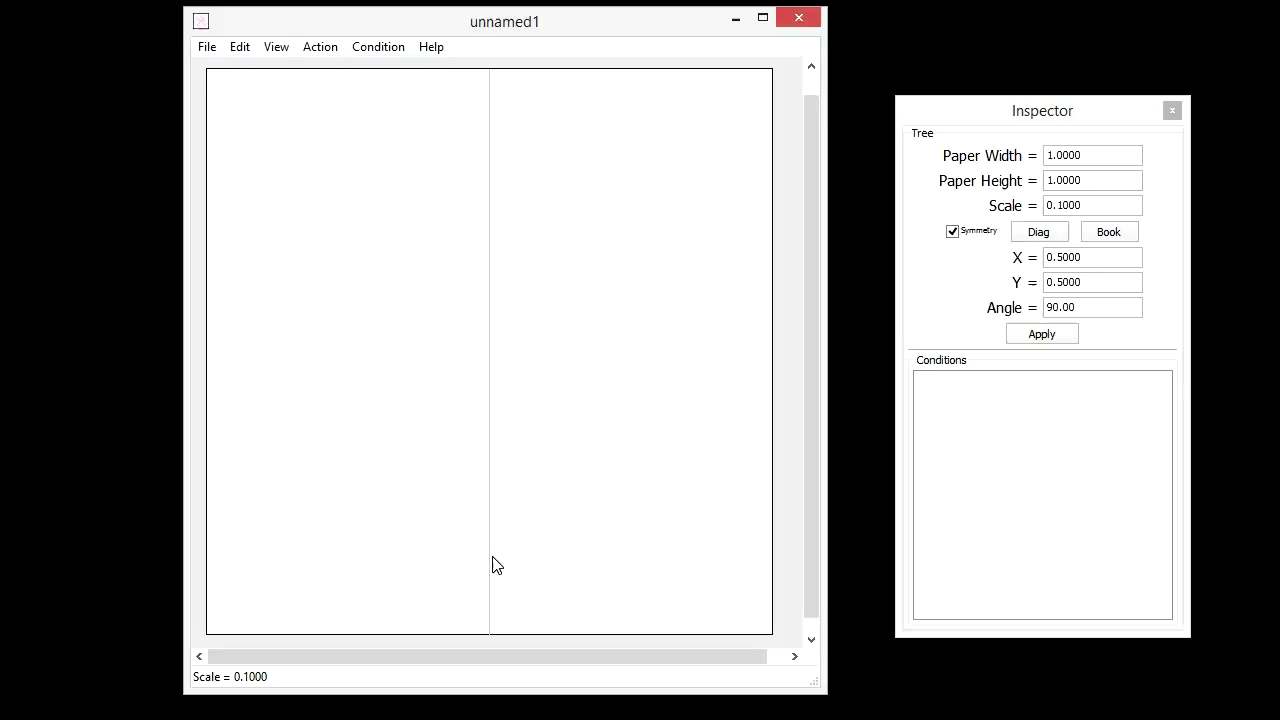 unnamed1
File Edit View Action Condition Help
Scale = 0.1000
Inspector
Tree
Paper Width = 1.0000
Paper Height = 1.0000
Scale = 0.1000
Symmetry Diag Book
X = 0.5000
Y = 0.5000
Angle = 90.00
Apply
Conditions